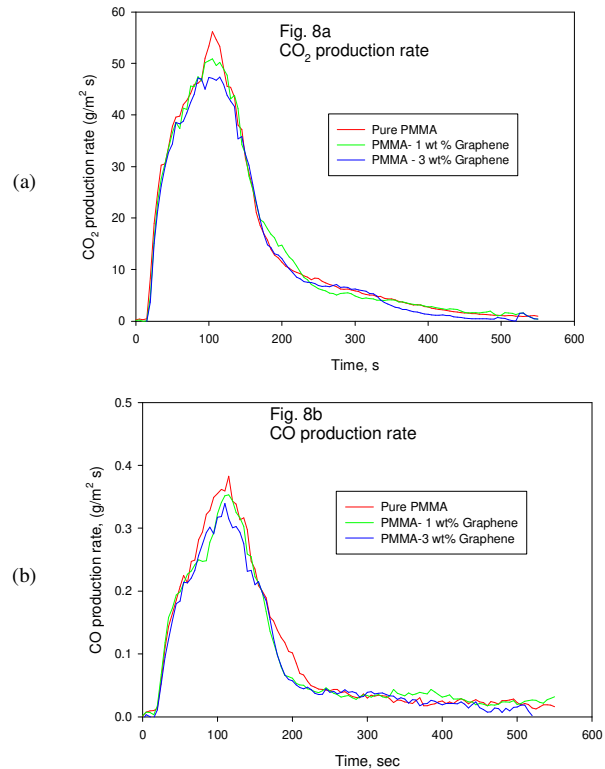 (a)
Fig. 8a
CO₂ production rate
CO₂ production rate (g/m² s)
60
50
40
30
20
10
0
Pure PMMA
PMMA- 1 wt % Graphene
PMMA - 3 wt% Graphene
0 100 200 300 400 500 600
Time, s
(b)
Fig. 8b
CO production rate
CO production rate, (g/m² s)
0.5
0.4
0.3
0.2
0.1
0.0
Pure PMMA
PMMA- 1 wt% Graphene
PMMA-3 wt% Graphene
0 100 200 300 400 500 600
Time, sec